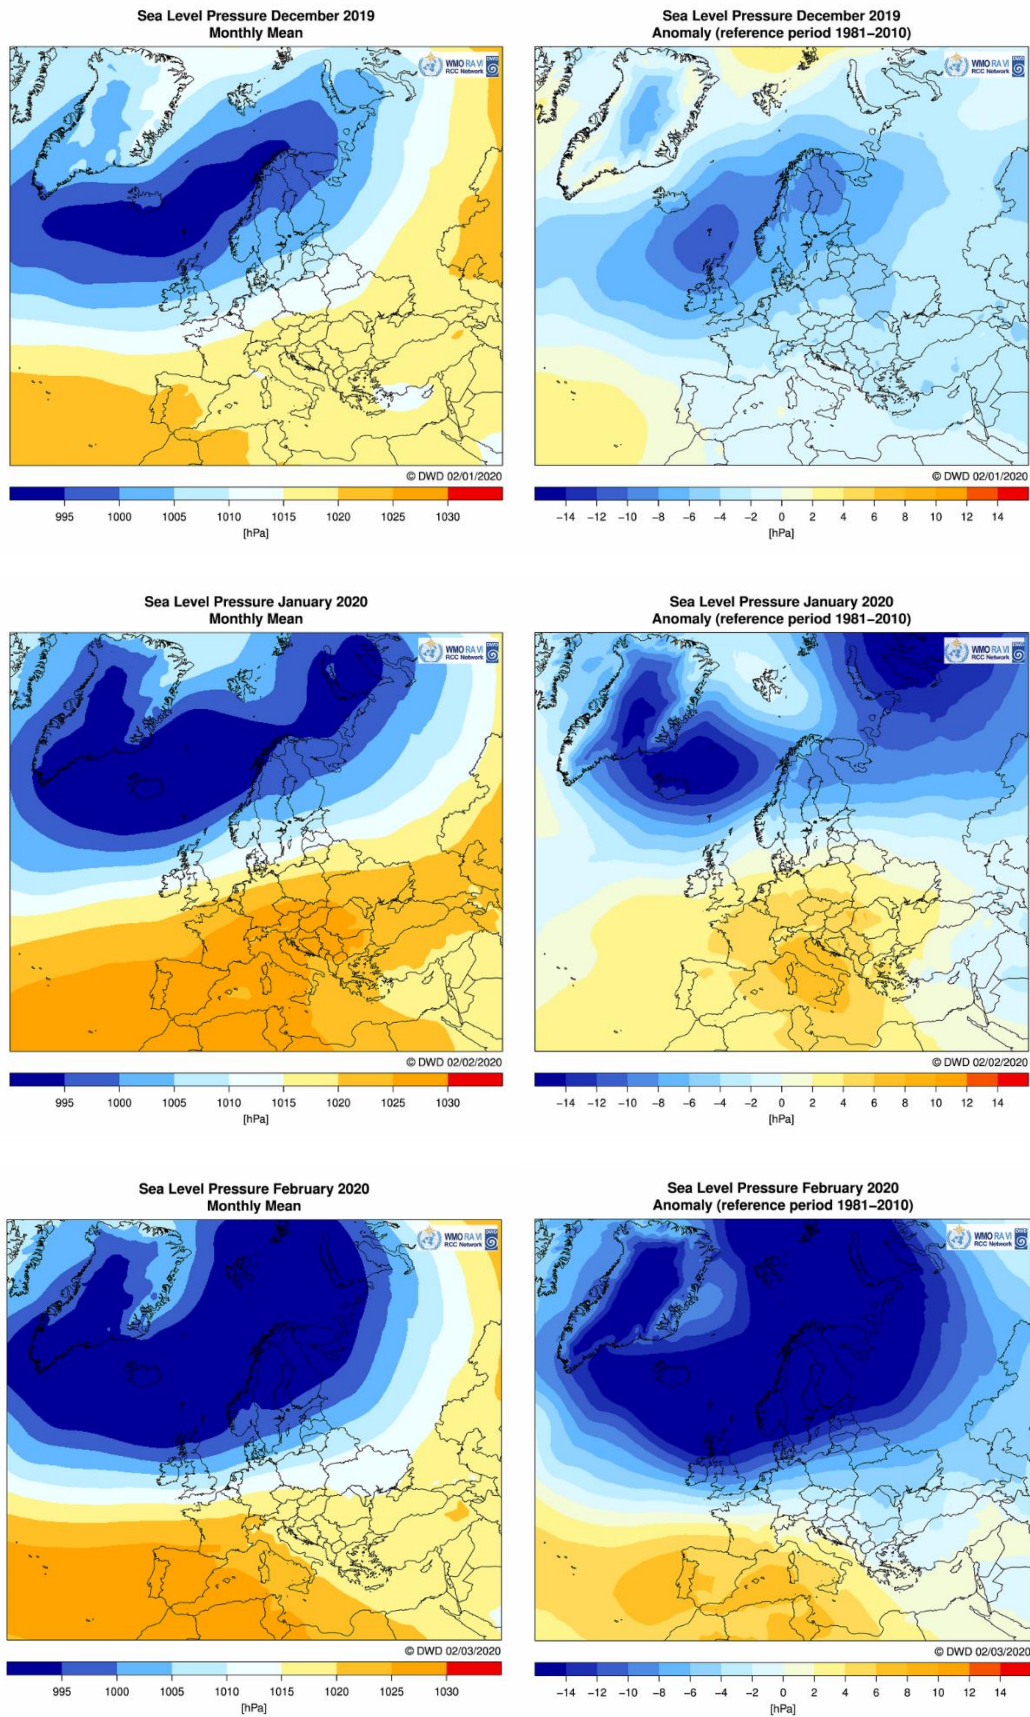 Sea Level Pressure December 2019
Monthly Mean
WMO RA VI
RCC Network
DWD
© DWD 02/01/2020
995 1000 1005 1010 1015 1020 1025 1030
[hPa]
Sea Level Pressure December 2019
Anomaly (reference period 1981−2010)
WMO RA VI
RCC Network
DWD
© DWD 02/01/2020
−14 −12 −10 −8 −6 −4 −2 0 2 4 6 8 10 12 14
[hPa]
Sea Level Pressure January 2020
Monthly Mean
WMO RA VI
RCC Network
DWD
© DWD 02/02/2020
995 1000 1005 1010 1015 1020 1025 1030
[hPa]
Sea Level Pressure January 2020
Anomaly (reference period 1981−2010)
WMO RA VI
RCC Network
DWD
© DWD 02/02/2020
−14 −12 −10 −8 −6 −4 −2 0 2 4 6 8 10 12 14
[hPa]
Sea Level Pressure February 2020
Monthly Mean
WMO RA VI
RCC Network
DWD
© DWD 02/03/2020
995 1000 1005 1010 1015 1020 1025 1030
[hPa]
Sea Level Pressure February 2020
Anomaly (reference period 1981−2010)
WMO RA VI
RCC Network
DWD
© DWD 02/03/2020
−14 −12 −10 −8 −6 −4 −2 0 2 4 6 8 10 12 14
[hPa]